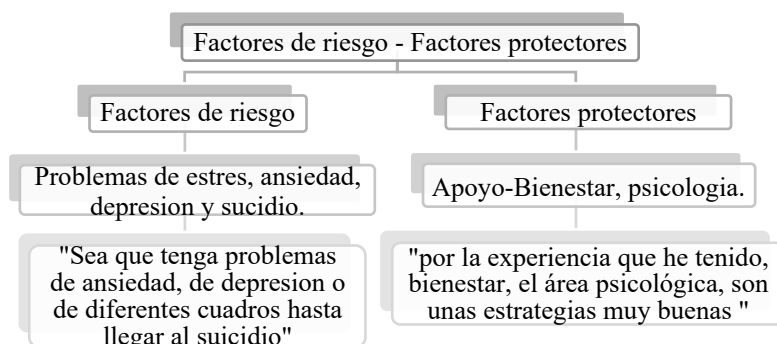 Factores de riesgo - Factores protectores
Factores de riesgo
Factores protectores
Problemas de estres, ansiedad,
depresion y sucidio.
Apoyo-Bienestar, psicologia.
"Sea que tenga problemas
de ansiedad, de depresion o
de diferentes cuadros hasta
llegar al suicidio"
"por la experiencia que he tenido,
bienestar, el área psicológica, son
unas estrategias muy buenas "